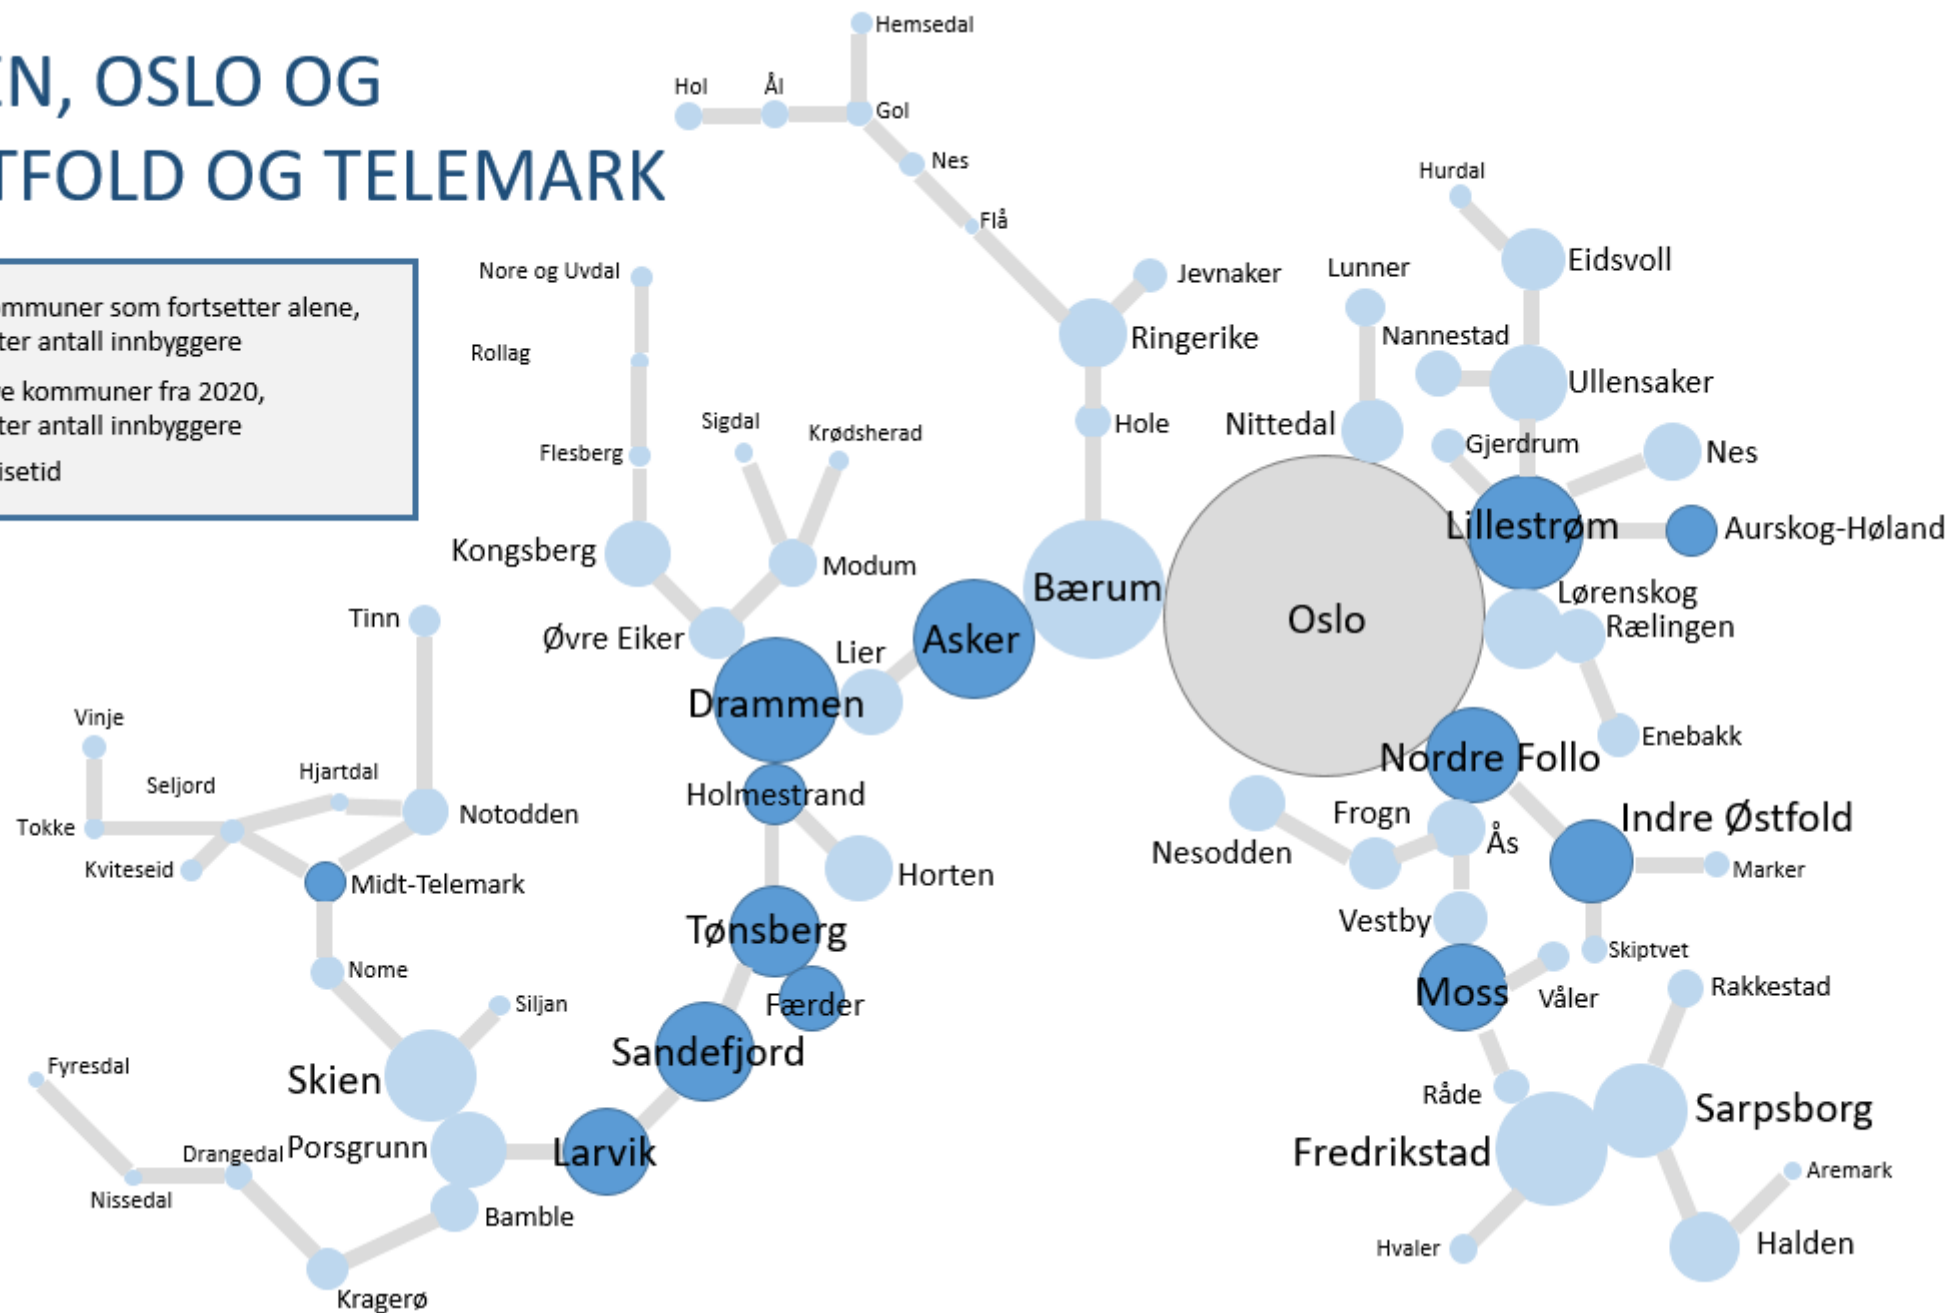 EN, OSLO OG
TFOLD OG TELEMARK
mmuner som fortsetter alene,
ter antall innbyggere
e kommuner fra 2020,
ter antall innbyggere
isetid
Hemsedal
Hol
Ål
Gol
Nes
Flå
Hurdal
Nore og Uvdal
Jevnaker
Lunner
Eidsvoll
Rollag
Ringerike
Nannestad
Ullensaker
Sigdal
Krødsherad
Hole
Nittedal
Gjerdrum
Nes
Flesberg
Kongsberg
Modum
Bærum
Lillestrøm
Aurskog-Høland
Tinn
Øvre Eiker
Lier
Asker
Oslo
Lørenskog
Rælingen
Drammen
Enebakk
Vinje
Seljord
Hjartdal
Holmestrand
Nordre Follo
Tokke
Notodden
Frogn
Indre Østfold
Kviteseid
Midt-Telemark
Horten
Nesodden
Ås
Marker
Tønsberg
Vestby
Skiptvet
Nome
Siljan
Færder
Moss
Våler
Rakkestad
Fyresdal
Skien
Sandefjord
Råde
Sarpsborg
Drangedal
Porsgrunn
Larvik
Fredrikstad
Aremark
Nissedal
Bamble
Hvaler
Halden
Kragerø